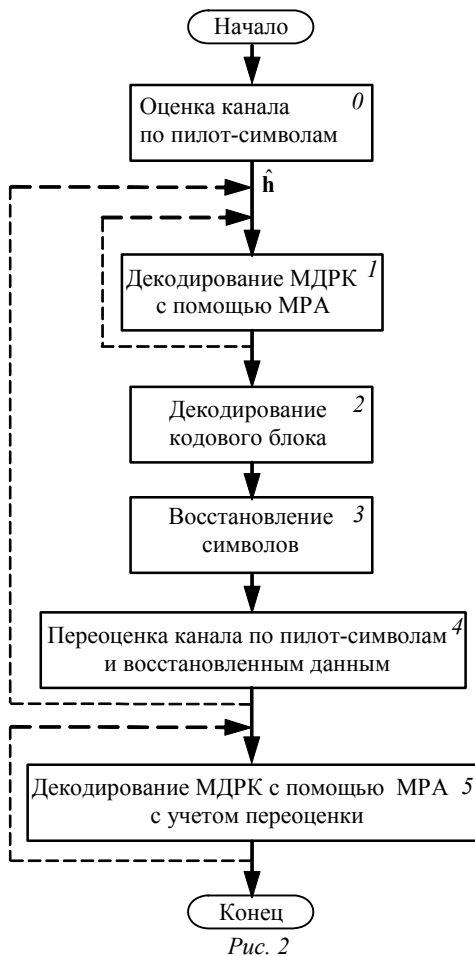 Начало
0
Оценка канала
по пилот-символам
ĥ
1
Декодирование МДРК
с помощью МРА
2
Декодирование
кодового блока
3
Восстановление
символов
4
Переоценка канала по пилот-символам
и восстановленным данным
Декодирование МДРК с помощью МРА 5
с учетом переоценки
Конец
Рис. 2